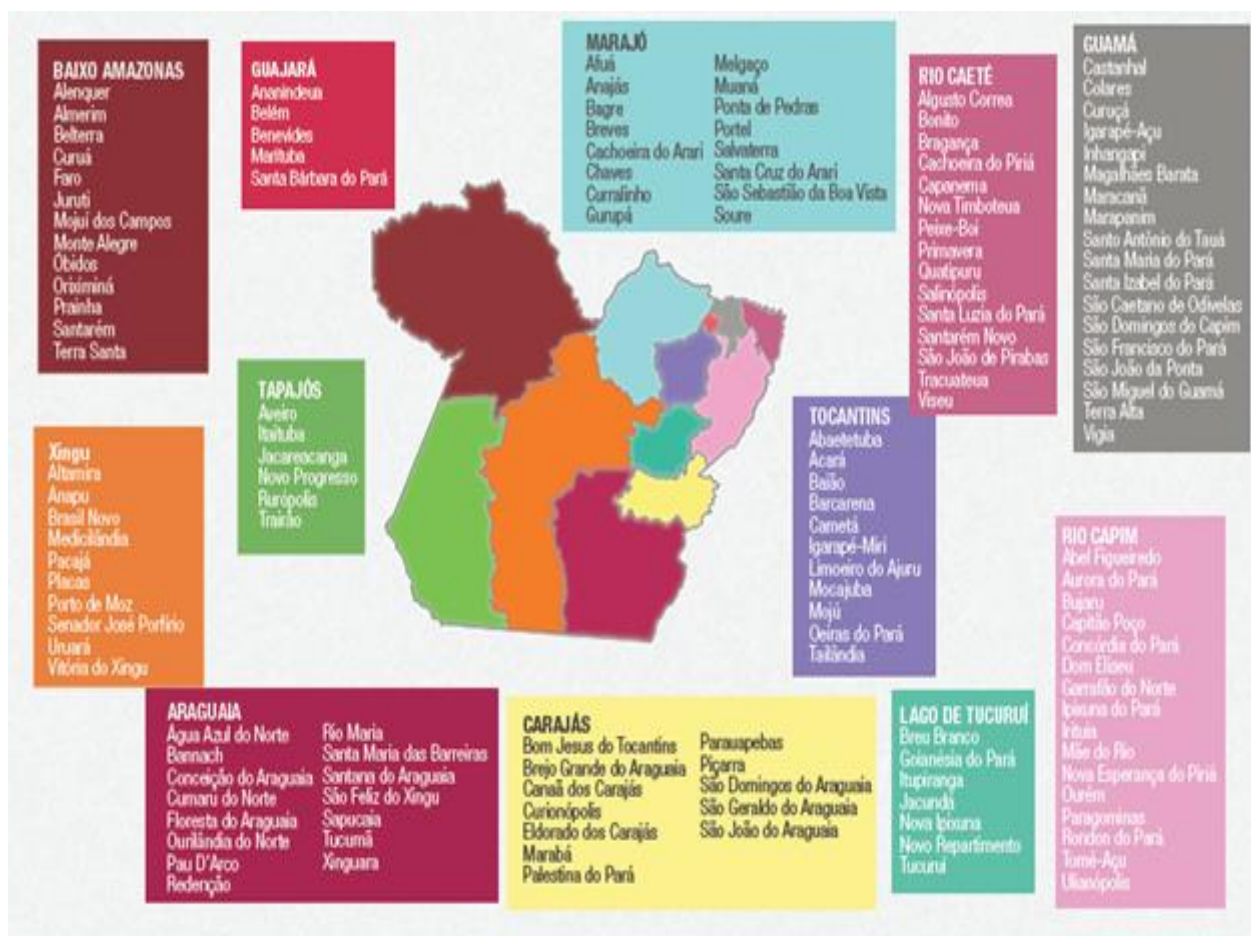 BAIXO AMAZONAS
Alenquer
Almerim
Belterra
Curuá
Faro
Juruti
Mojuí dos Campos
Monte Alegre
Óbidos
Oriximiná
Prainha
Santarém
Terra Santa
GUAJARÁ
Ananindeua
Belém
Benevides
Marituba
Santa Bárbara do Pará
MARAJÓ
Afuá
Anajás
Bagre
Breves
Cachoeira do Arari
Chaves
Curralinho
Gurupá
Melgaço
Muaná
Ponta de Pedras
Portel
Salvaterra
Santa Cruz do Arari
São Sebastião da Boa Vista
Soure
RIO CAETÉ
Algusto Correa
Bonito
Bragança
Cachoeira do Piriá
Capanema
Nova Timboteua
Peixe-Boi
Primavera
Quatipuru
Salinópolis
Santa Luzia do Pará
Santarém Novo
São João de Pirabas
Tracuateua
Viseu
GUAMÁ
Castanhal
Colares
Curuçá
Igarapé-Açu
Inhangapi
Magalhães Barata
Maracanã
Marapanim
Santo Antônio do Tauá
Santa Maria do Pará
Santa Izabel do Pará
São Caetano de Odivelas
São Domingos do Capim
São Francisco do Pará
São João da Ponta
São Miguel do Guamá
Terra Alta
Vigia
TAPAJÓS
Aveiro
Itaituba
Jacareacanga
Novo Progresso
Rurópolis
Trairão
Xingu
Altamira
Anapu
Brasil Novo
Medicilândia
Pacajá
Placas
Porto de Moz
Senador José Porfírio
Uruará
Vitória do Xingu
TOCANTINS
Abaetetuba
Acará
Baião
Barcarena
Cametá
Igarapé-Miri
Limoeiro do Ajuru
Mocajuba
Mojú
Oeiras do Pará
Tailândia
RIO CAPIM
Abel Figueiredo
Aurora do Pará
Bujaru
Capitão Poço
Concórdia do Pará
Dom Eliseu
Garrafão do Norte
Ipixuna do Pará
Irituia
Mãe do Rio
Nova Esperança do Piriá
Ourém
Paragominas
Rondon do Pará
Tomé-Açu
Ulianópolis
ARAGUAIA
Água Azul do Norte
Bannach
Conceição do Araguaia
Cumaru do Norte
Floresta do Araguaia
Ourilândia do Norte
Pau D'Arco
Redenção
Rio Maria
Santa Maria das Barreiras
Santana do Araguaia
São Feliz do Xingu
Sapucaia
Tucumã
Xinguara
CARAJÁS
Bom Jesus do Tocantins
Brejo Grande do Araguaia
Canaã dos Carajás
Curionópolis
Eldorado dos Carajás
Marabá
Palestina do Pará
Parauapebas
Piçarra
São Domingos do Araguaia
São Geraldo do Araguaia
São João do Araguaia
LAGO DE TUCURUÍ
Breu Branco
Goianésia do Pará
Itupiranga
Jacundá
Nova Ipixuna
Novo Repartimento
Tucuruí